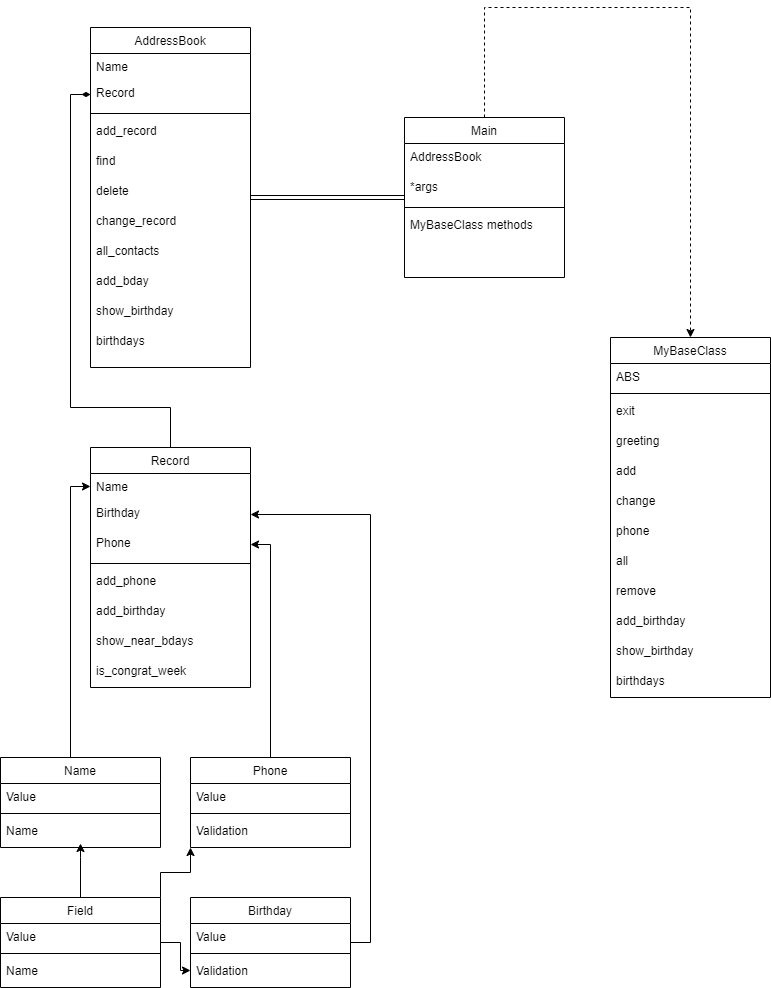 AddressBook
Name
Record
add_record
find
delete
change_record
all_contacts
add_bday
show_birthday
birthdays
Main
AddressBook
*args
MyBaseClass methods
MyBaseClass
ABS
exit
greeting
add
change
phone
all
remove
add_birthday
show_birthday
birthdays
Record
Name
Birthday
Phone
add_phone
add_birthday
show_near_bdays
is_congrat_week
Name
Value
Name
Phone
Value
Validation
Field
Value
Name
Birthday
Value
Validation